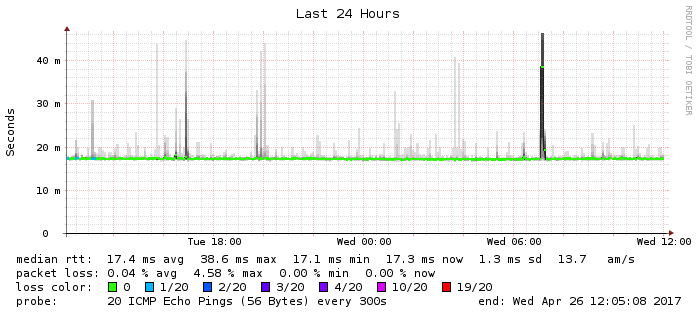 Last 24 Hours
RRDTOOL / TOBI OETIKER
Seconds
40 m
30 m
20 m
10 m
0
Tue 18:00 Wed 00:00 Wed 06:00 Wed 12:00
median rtt: 17.4 ms avg 38.6 ms max 17.1 ms min 17.3 ms now 1.3 ms sd 13.7 am/s
packet loss: 0.04 % avg 4.58 % max 0.00 % min 0.00 % now
loss color: 0 1/20 2/20 3/20 4/20 10/20 19/20
probe: 20 ICMP Echo Pings (56 Bytes) every 300s end: Wed Apr 26 12:05:08 2017